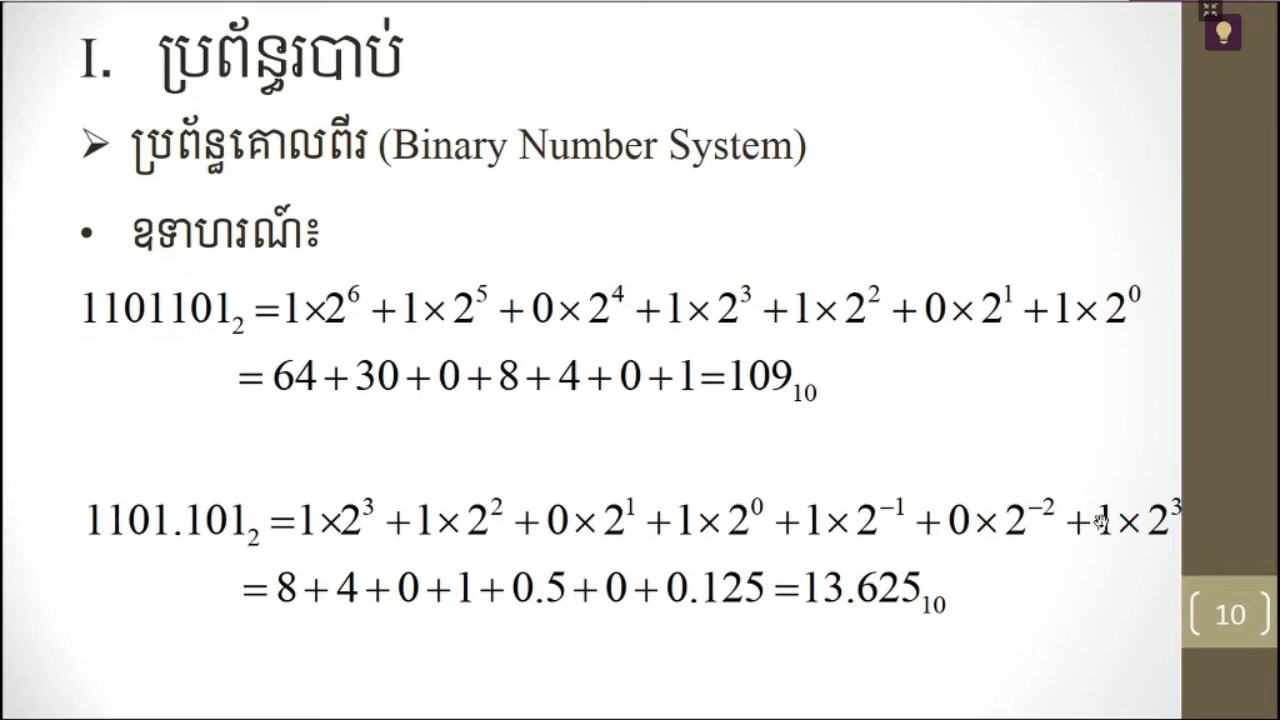 I. ប្រព័ន្ធរបាប់
➢ ប្រព័ន្ធគោលពីរ (Binary Number System)
• ឧទាហរណ៍៖
1101101₂ =1×2⁶ +1×2⁵ +0×2⁴ +1×2³ +1×2² +0×2¹ +1×2⁰
= 64+30+0+8+4+0+1=109₁₀
1101.101₂ =1×2³ +1×2² +0×2¹ +1×2⁰ +1×2⁻¹ +0×2⁻² +1×2³
= 8+4+0+1+0.5+0+0.125 =13.625₁₀
10